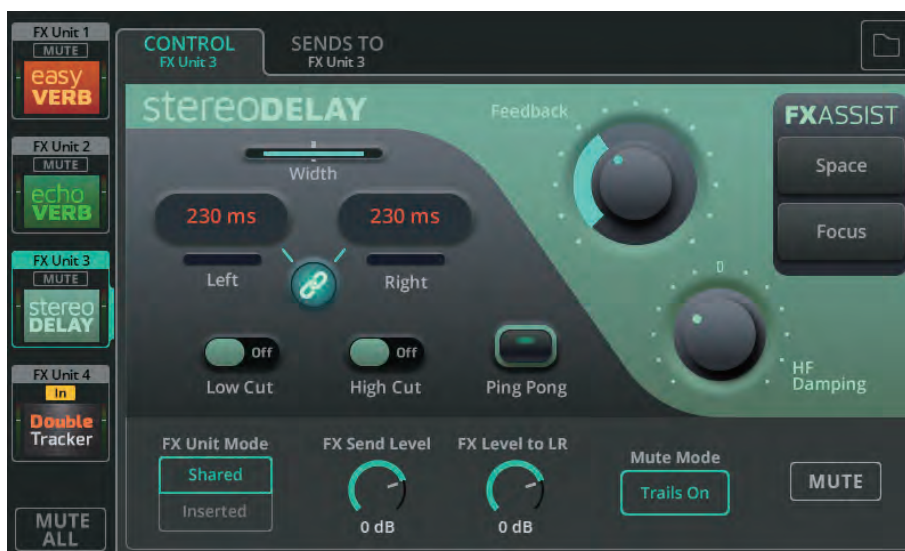 FX Unit 1
MUTE
easy
VERB
FX Unit 2
MUTE
echo
VERB
FX Unit 3
MUTE
stereo
DELAY
FX Unit 4
In
Double
Tracker
MUTE
ALL
CONTROL
FX Unit 3
SENDS TO
FX Unit 3
stereoDELAY
Width
230 ms
230 ms
Left
Right
Off
Low Cut
Off
High Cut
Ping Pong
Feedback
0
HF
Damping
FXASSIST
Space
Focus
FX Unit Mode
Shared
Inserted
FX Send Level
0 dB
FX Level to LR
0 dB
Mute Mode
Trails On
MUTE